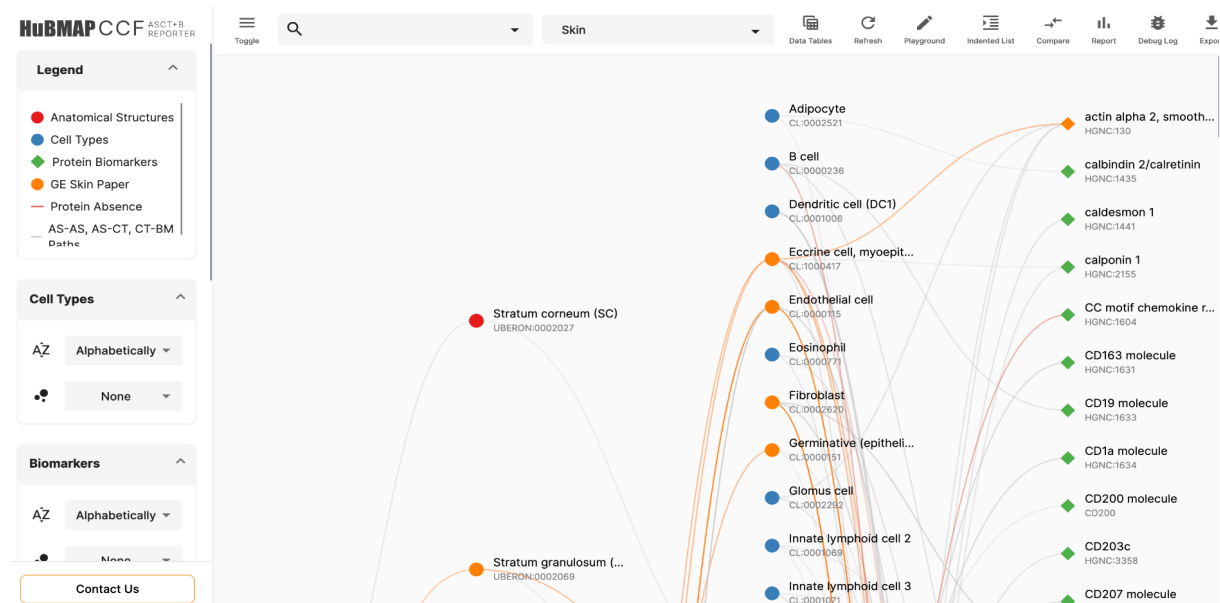 HuBMAP CCF ASCT+B REPORTER
Toggle
Skin
Data Tables
Refresh
Playground
Indented List
Compare
Report
Debug Log
Legend
Anatomical Structures
Cell Types
Protein Biomarkers
GE Skin Paper
Protein Absence
AS-AS, AS-CT, CT-BM
Paths
Cell Types
Alphabetically
None
Biomarkers
Alphabetically
None
Contact Us
Stratum corneum (SC)
UBERON:0002027
Stratum granulosum (...
UBERON:0002069
Adipocyte
CL:0002521
B cell
CL:0000236
Dendritic cell (DC1)
CL:0001006
Eccrine cell, myoepit...
CL:1000417
Endothelial cell
CL:0000115
Eosinophil
CL:0000771
Fibroblast
CL:0002620
Germinative (epitheli...
CL:0000151
Glomus cell
CL:0002292
Innate lymphoid cell 2
CL:0001069
Innate lymphoid cell 3
CL:0001071
actin alpha 2, smooth...
HGNC:130
calbindin 2/calretinin
HGNC:1435
caldesmon 1
HGNC:1441
calponin 1
HGNC:2155
CC motif chemokine r...
HGNC:1604
CD163 molecule
HGNC:1631
CD19 molecule
HGNC:1633
CD1a molecule
HGNC:1634
CD200 molecule
CD200
CD203c
HGNC:3358
CD207 molecule